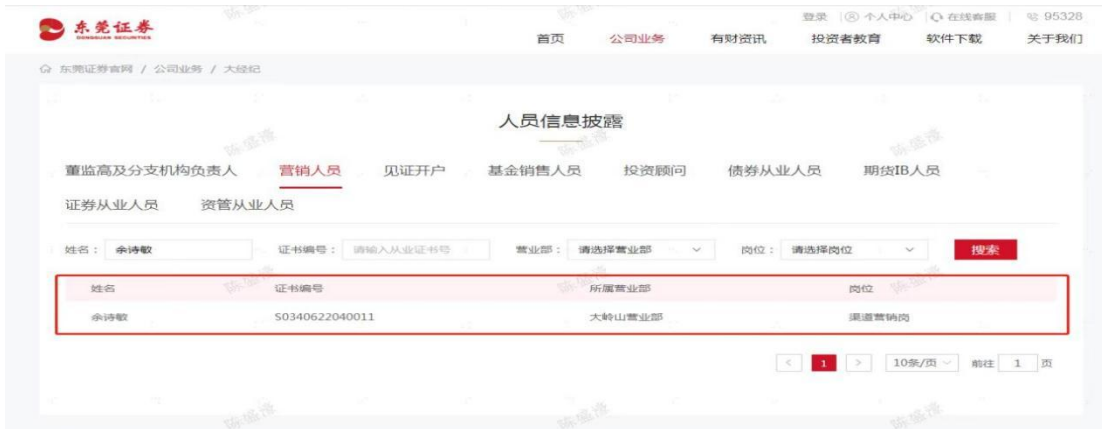 登录 个人中心 在线客服 95328
东莞证券
DONGGUAN SECURITIES
首页 公司业务 有财资讯 投资者教育 软件下载 关于我们
东莞证券官网 / 公司业务 / 大经纪
人员信息披露
董监高及分支机构负责人 营销人员 见证开户 基金销售人员 投资顾问 债券从业人员 期货IB人员
证券从业人员 资管从业人员
姓名： 余诗敏 证书编号： 请输入从业证书号 营业部： 请选择营业部 岗位： 请选择岗位 搜索
姓名 证书编号 所属营业部 岗位
余诗敏 S0340622040011 大岭山营业部 渠道营销岗
< 1 > 10条/页 前往 1 页